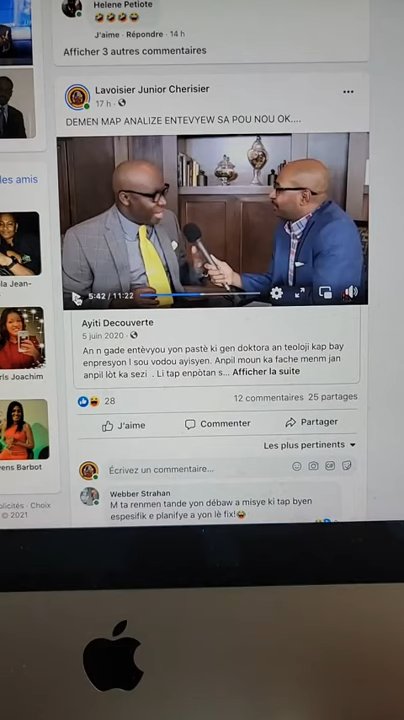 Helene Petiote
J'aime · Répondre · 14 h
Afficher 3 autres commentaires
Lavoisier Junior Cherisier
17 h ·
DEMEN MAP ANALIZE ENTEVYEW SA POU NOU OK....
les amis
5:42 / 11:22
Ayiti Decouverte
5 juin 2020 ·
An n gade entèvyou yon pastè ki gen doktora an teoloji kap bay
enpresyon l sou vodou ayisyen. Anpil moun ka fache menm jan
anpil lòt ka sezi . Li tap enpòtan s... Afficher la suite
la Jean-
ris Joachim
28
12 commentaires 25 partages
J'aime
Commenter
Partager
Les plus pertinents
vens Barbot
Écrivez un commentaire...
GIF
Webber Strahan
M ta renmen tande yon débaw a misye ki tap byen
espesifik e planifye a yon lè fix!
blicités · Choix
© 2021